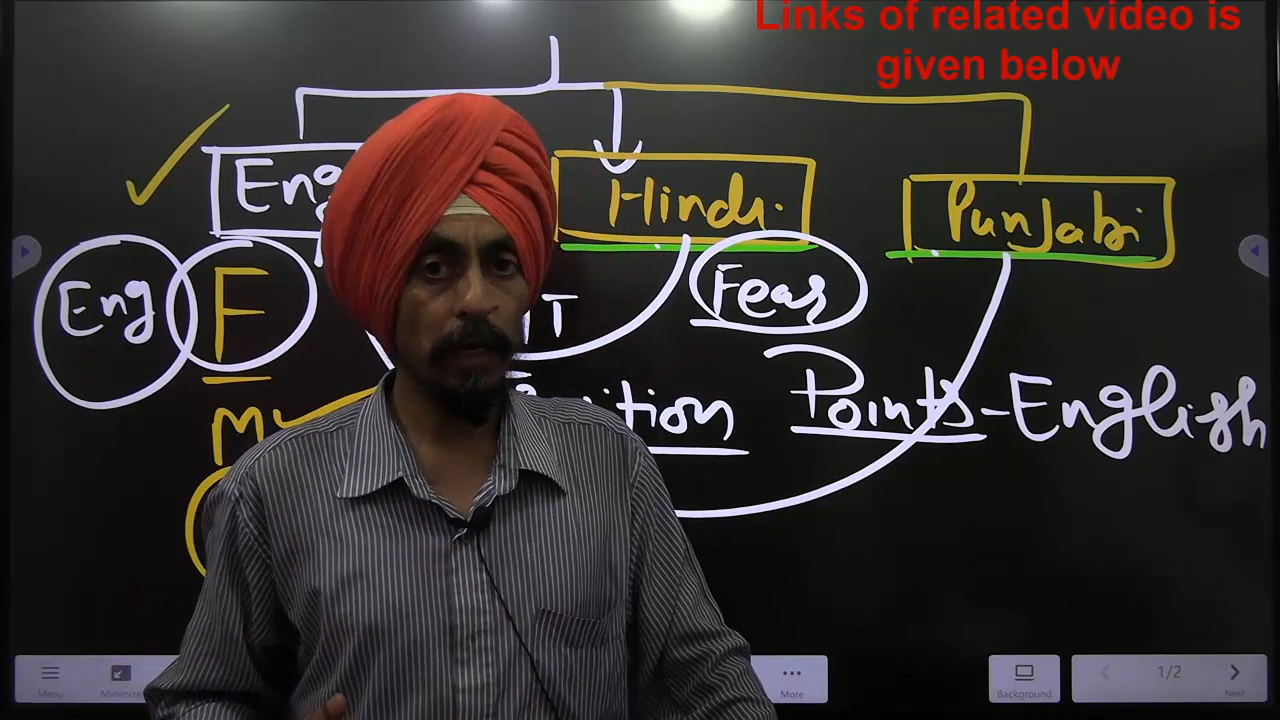 Links of related video is
given below
Hindi
Punjabi
Eng
F
Fear
T
Points-English
Menu
Minimize
More
Background
1/2
Next